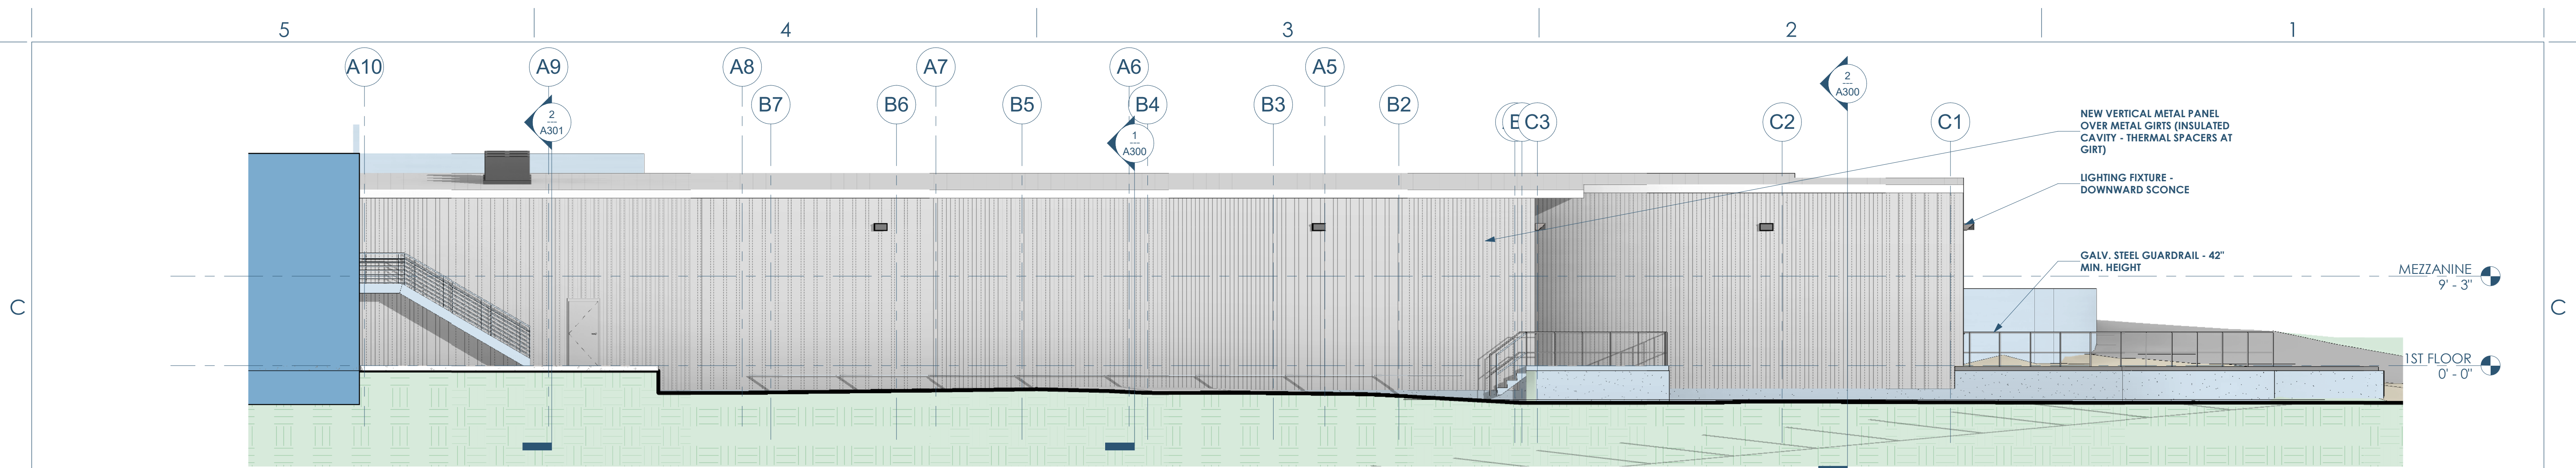 5 4 3 2 1
A10 A9 A8 A7 A6 A5
2
A300
B7 B6 B5 B4 B3 B2
2
A301
C3 C2 C1
1
A300
NEW VERTICAL METAL PANEL
OVER METAL GIRTS (INSULATED
CAVITY - THERMAL SPACERS AT
GIRT)
LIGHTING FIXTURE -
DOWNWARD SCONCE
GALV. STEEL GUARDRAIL - 42"
MIN. HEIGHT
MEZZANINE
9' - 3"
C C
1ST FLOOR
0' - 0"